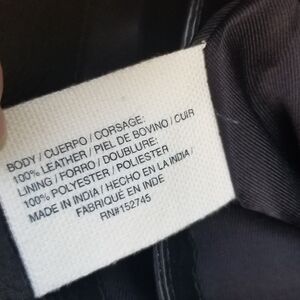 BODY / CUERPO / CORSAGE:
100% LEATHER / PIEL DE BOVINO / CUIR
LINING / FORRO / DOUBLURE:
100% POLYESTER / POLIESTER
MADE IN INDIA / HECHO EN LA INDIA /
FABRIQUÉ EN INDE
RN#152745